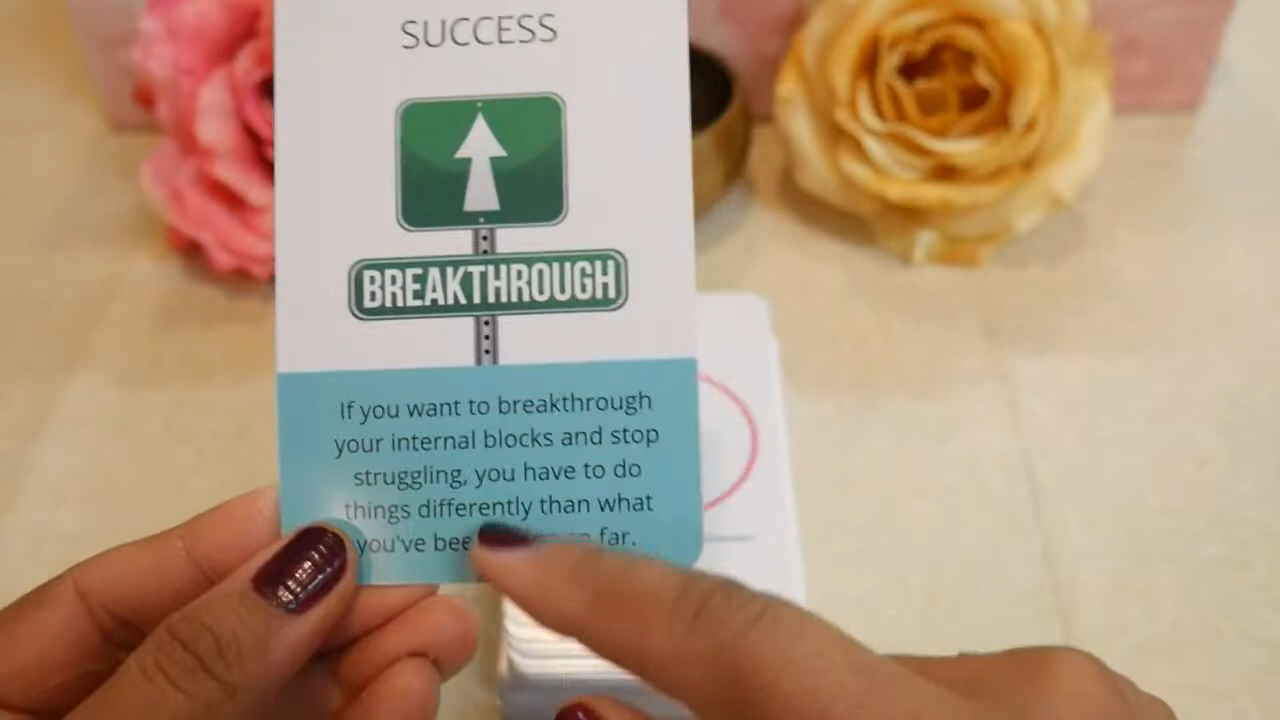 SUCCESS
BREAKTHROUGH
If you want to breakthrough
your internal blocks and stop
struggling, you have to do
things differently than what
you've far.